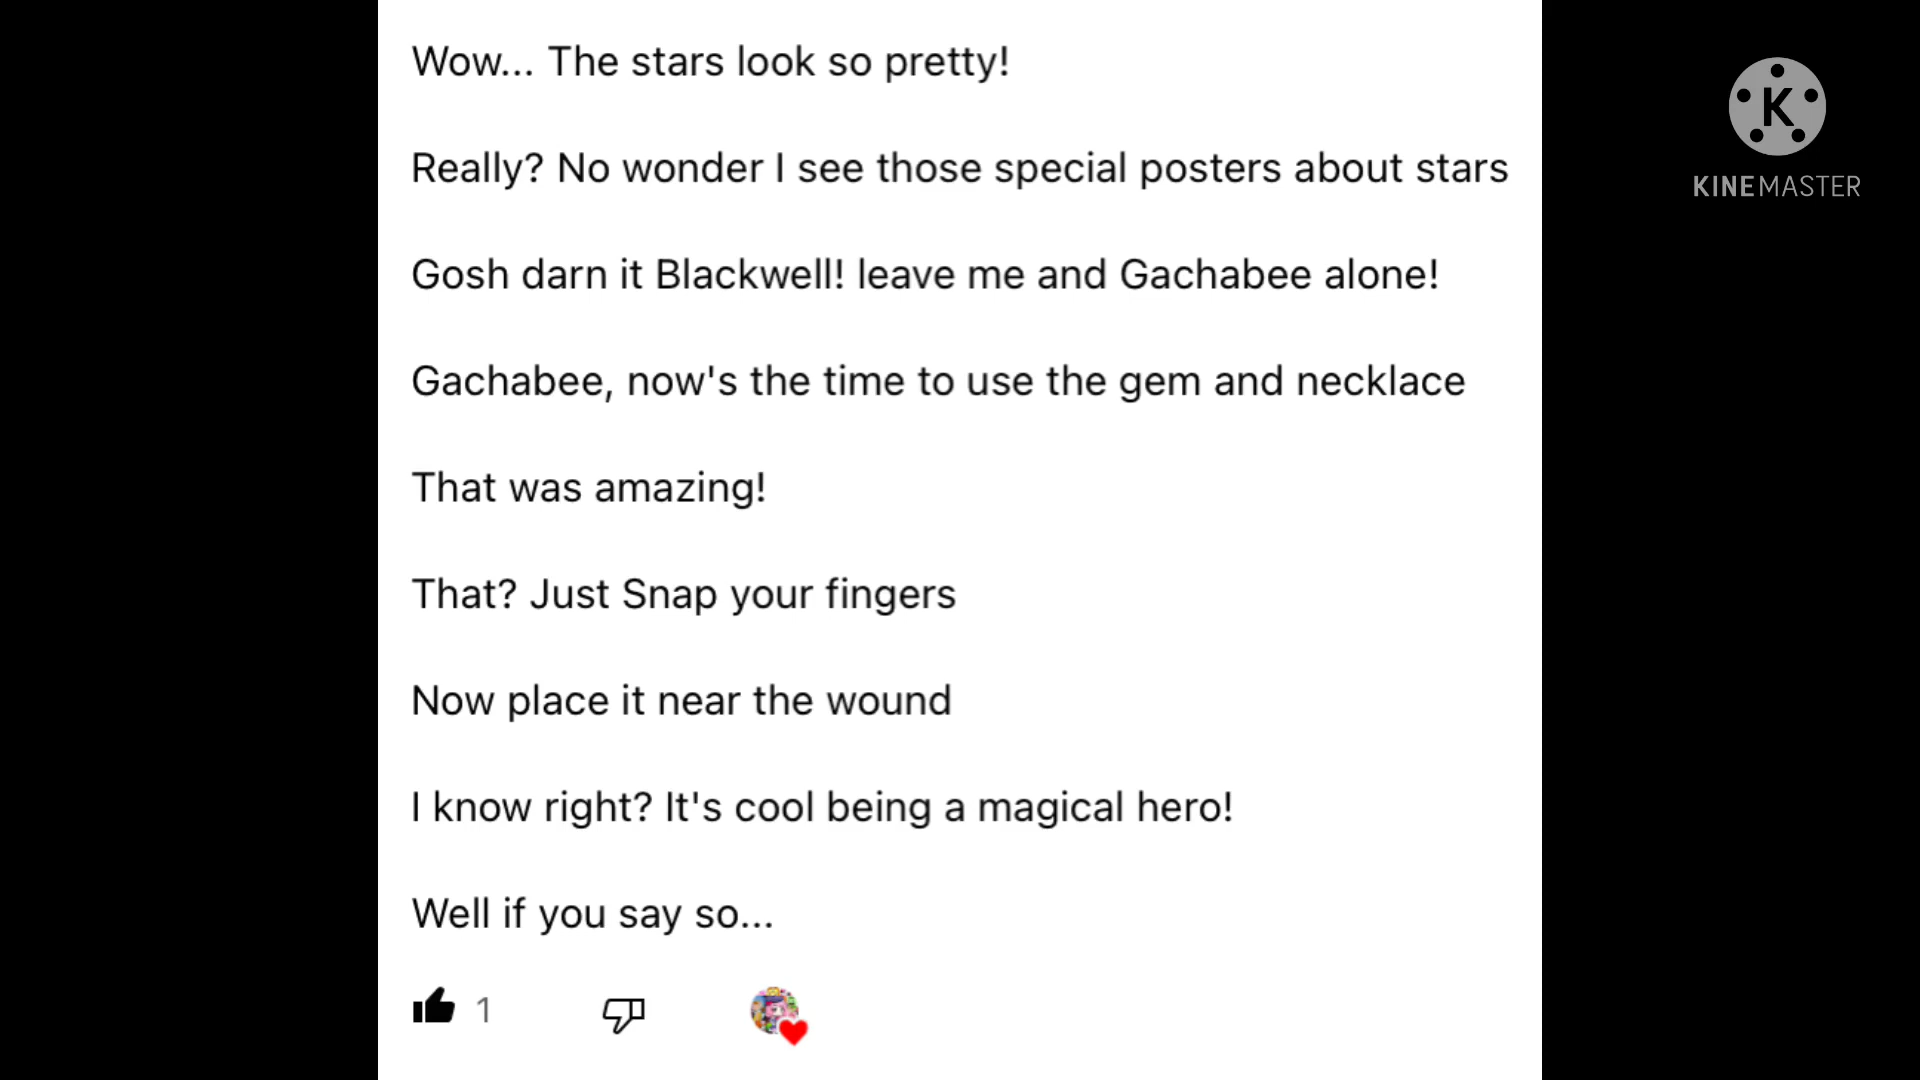 Wow... The stars look so pretty!
Really? No wonder I see those special posters about stars
Gosh darn it Blackwell! leave me and Gachabee alone!
Gachabee, now's the time to use the gem and necklace
That was amazing!
That? Just Snap your fingers
Now place it near the wound
I know right? It's cool being a magical hero!
Well if you say so...
1
K
KINEMASTER